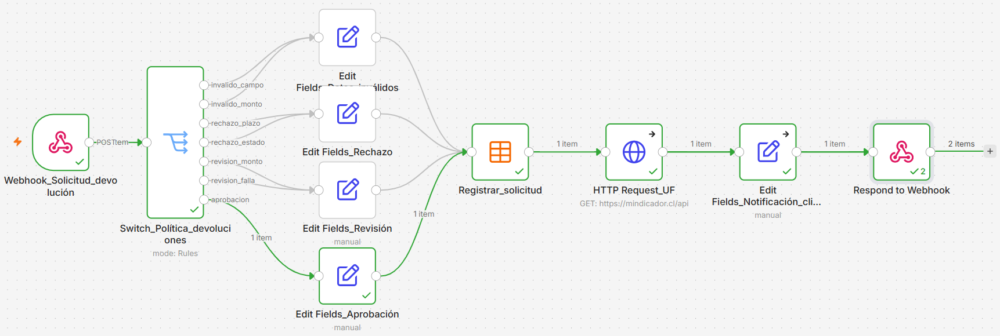 Webhook_Solicitud_devo
lución
POST
1 item
Switch_Política_devoluci
ones
mode: Rules
invalido_campo
invalido_monto
rechazo_plazo
rechazo_estado
revision_monto
revision_falla
aprobacion
1 item
Edit
Fields_Datos_inválidos
Edit Fields_Rechazo
Edit Fields_Revisión
manual
Edit Fields_Aprobación
manual
1 item
Registrar_solicitud
1 item
HTTP Request_UF
GET: https://mindicador.cl/api
1 item
Edit
Fields_Notificación_cli...
manual
1 item
2
Respond to Webhook
2 items